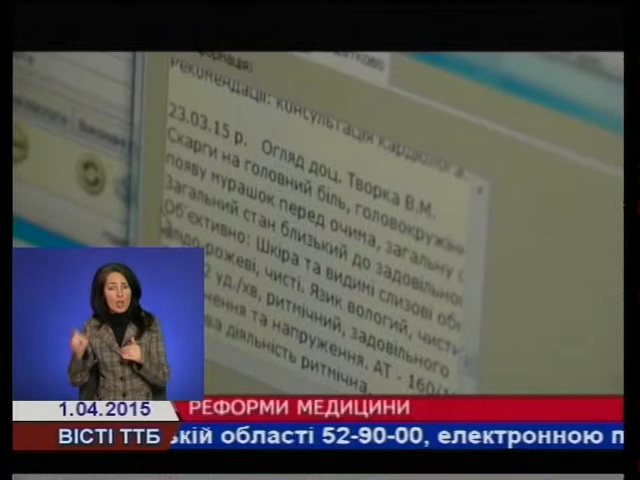 Рекомендації: консультація кардіолога.
23.03.15 р. Огляд доц. Творка В.М.
Скарги на головний біль, головокружіння
появу мурашок перед очима, загальну
Загальний стан близький до задовільного
Об'єктивно: Шкіра та видимі слизові
рожеві, чисті. Язик вологий,
2 уд./хв, ритмічний, задовільного
та напруження. АТ - 160/
діяльність ритмічна.
1.04.2015
РЕФОРМИ МЕДИЦИНИ
ВІСТІ ТТБ
ській області 52-90-00, електронною п